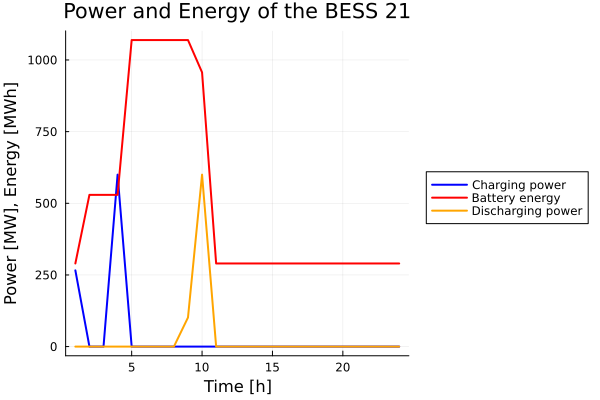 Power and Energy of the BESS 21
Power [MW], Energy [MWh]
1000
750
500
250
0
5
10
15
20
Time [h]
Charging power
Battery energy
Discharging power